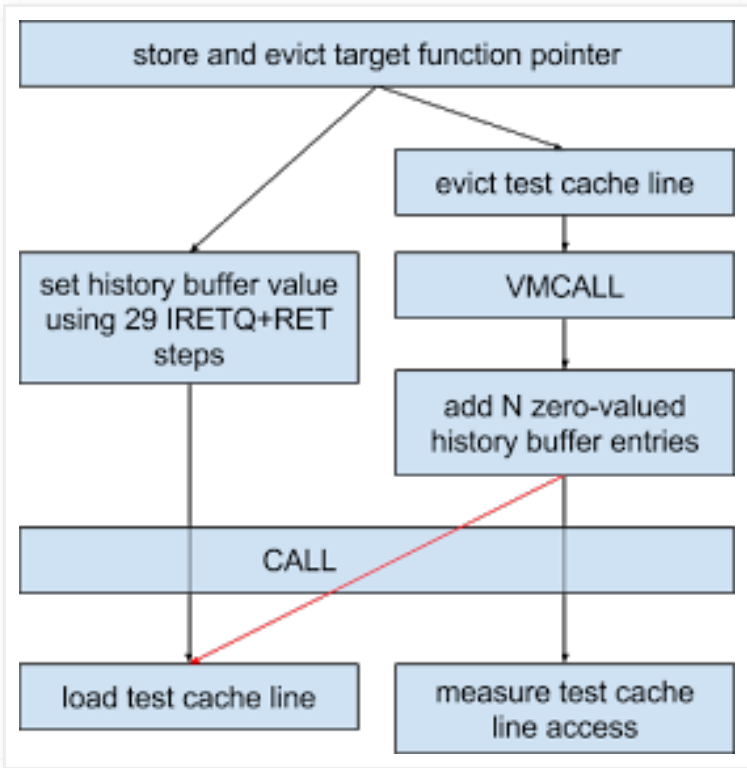 store and evict target function pointer
evict test cache line
set history buffer value
using 29 IRETQ+RET
steps
VMCALL
add N zero-valued
history buffer entries
CALL
load test cache line
measure test cache
line access